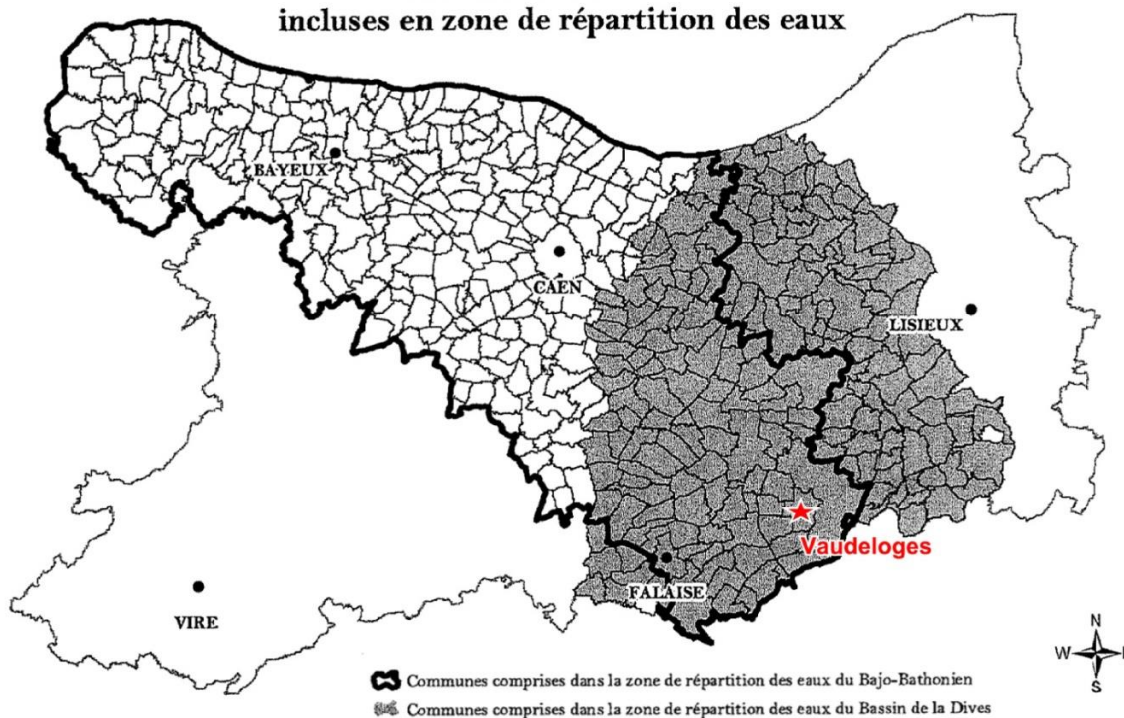 incluses en zone de répartition des eaux
BAYEUX
CAEN
LISIEUX
Vaudeloges
FALAISE
VIRE
N
W
S
Communes comprises dans la zone de répartition des eaux du Bajo-Bathonien
Communes comprises dans la zone de répartition des eaux du Bassin de la Dives